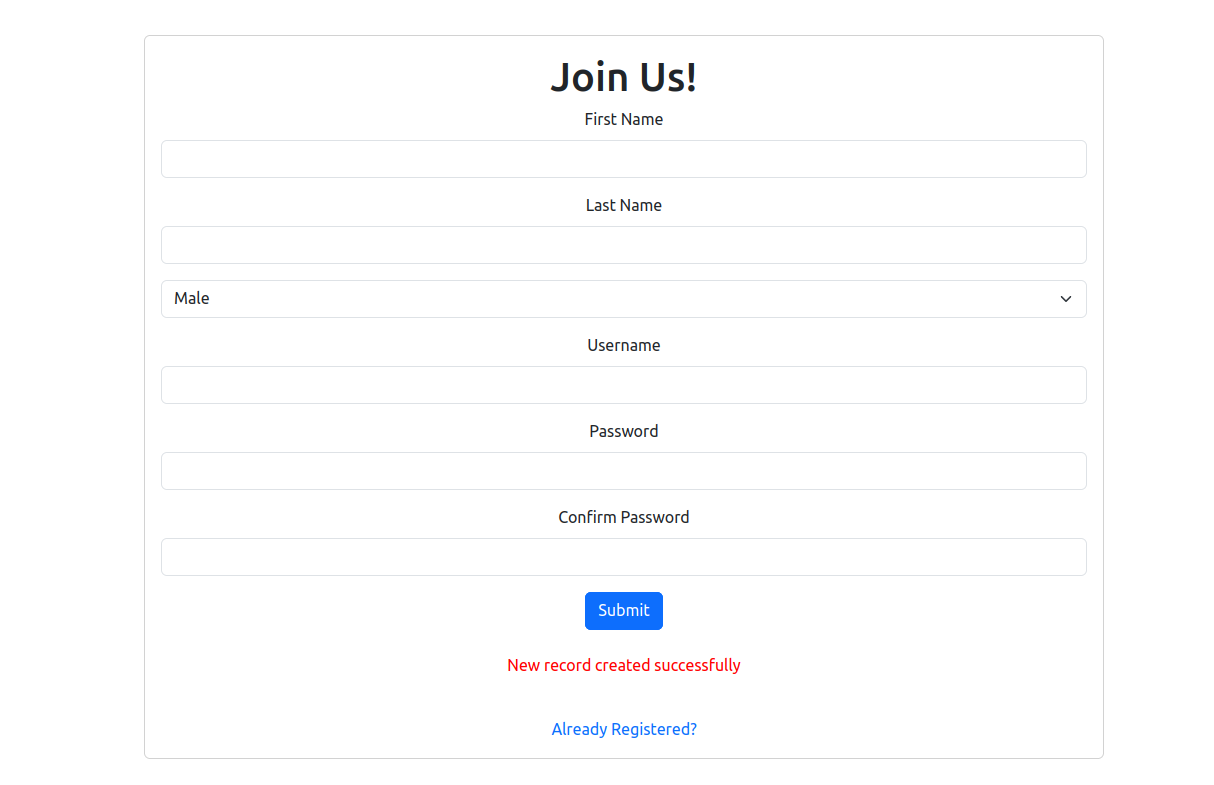 Join Us!
First Name
Last Name
Male
Username
Password
Confirm Password
Submit
New record created successfully
Already Registered?